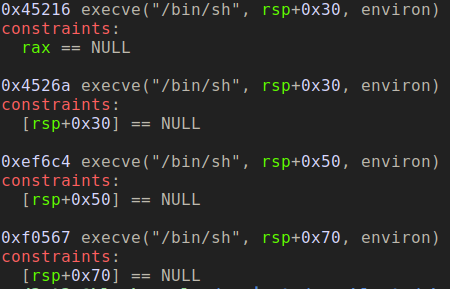 0x45216 execve("/bin/sh", rsp+0x30, environ)
constraints:
  rax == NULL

0x4526a execve("/bin/sh", rsp+0x30, environ)
constraints:
  [rsp+0x30] == NULL

0xef6c4 execve("/bin/sh", rsp+0x50, environ)
constraints:
  [rsp+0x50] == NULL

0xf0567 execve("/bin/sh", rsp+0x70, environ)
constraints:
  [rsp+0x70] == NULL